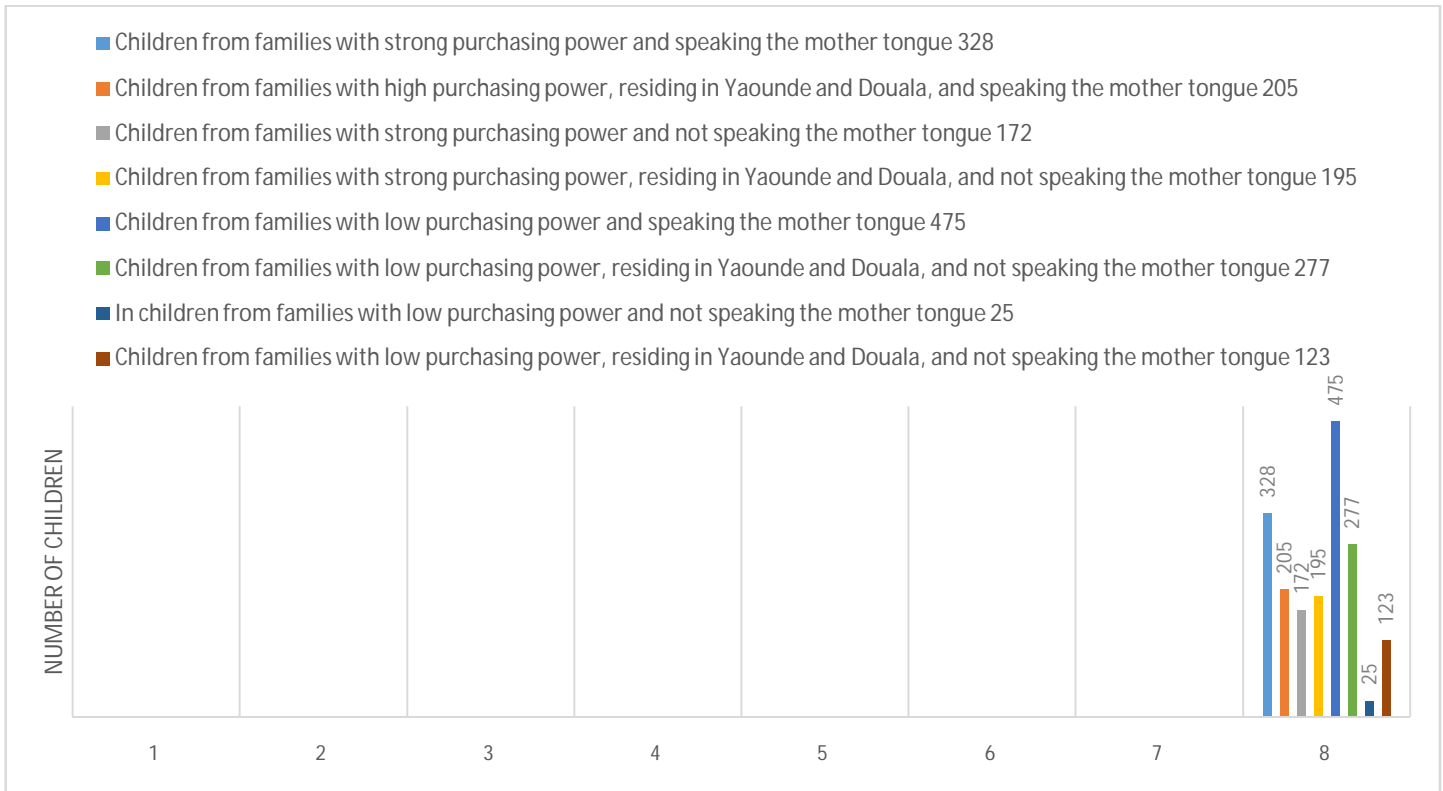 Children from families with strong purchasing power and speaking the mother tongue 328
Children from families with high purchasing power, residing in Yaounde and Douala, and speaking the mother tongue 205
Children from families with strong purchasing power and not speaking the mother tongue 172
Children from families with strong purchasing power, residing in Yaounde and Douala, and not speaking the mother tongue 195
Children from families with low purchasing power and speaking the mother tongue 475
Children from families with low purchasing power, residing in Yaounde and Douala, and not speaking the mother tongue 277
In children from families with low purchasing power and not speaking the mother tongue 25
Children from families with low purchasing power, residing in Yaounde and Douala, and not speaking the mother tongue 123
NUMBER OF CHILDREN
328
205
172
195
475
277
25
123
1 2 3 4 5 6 7 8